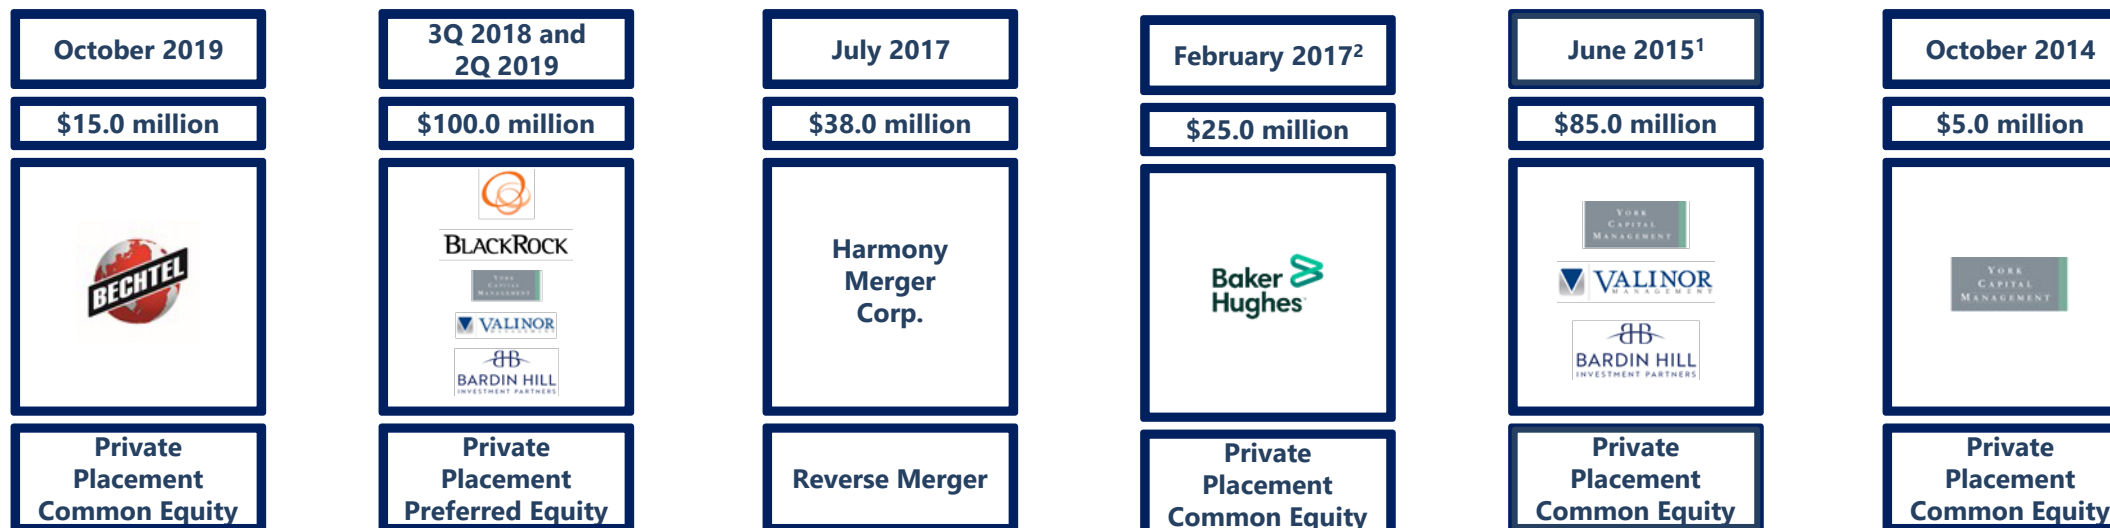 October 2019
$15.0 million
BECHTEL
Private
Placement
Common Equity
3Q 2018 and
2Q 2019
$100.0 million
BLACKROCK
YORK
CAPITAL
MANAGEMENT
VALINOR
MANAGEMENT
BARDIN HILL
INVESTMENT PARTNERS
Private
Placement
Preferred Equity
July 2017
$38.0 million
Harmony
Merger
Corp.
Reverse Merger
February 2017²
$25.0 million
Baker
Hughes
Private
Placement
Common Equity
June 2015¹
$85.0 million
YORK
CAPITAL
MANAGEMENT
VALINOR
MANAGEMENT
BARDIN HILL
INVESTMENT PARTNERS
Private
Placement
Common Equity
October 2014
$5.0 million
YORK
CAPITAL
MANAGEMENT
Private
Placement
Common Equity